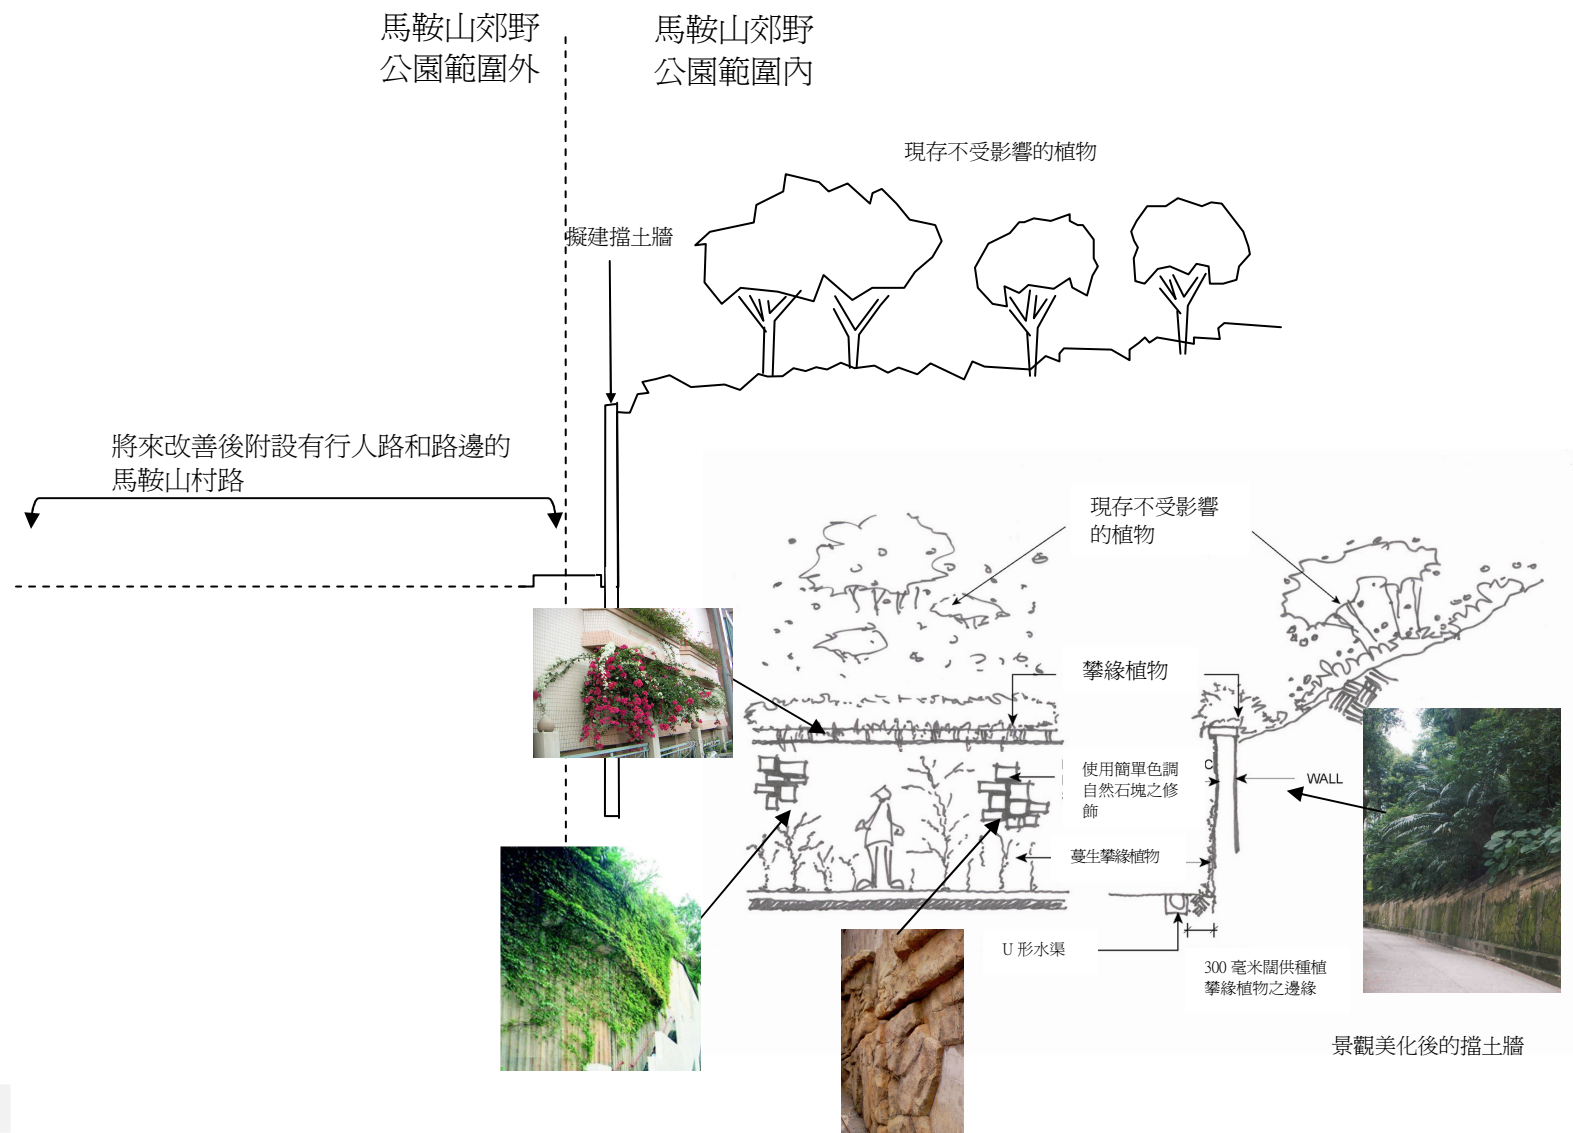 馬鞍山郊野
公園範圍外
馬鞍山郊野
公園範圍內
現存不受影響的植物
擬建擋土牆
將來改善後附設有行人路和路邊的
馬鞍山村路
現存不受影響
的植物
攀緣植物
使用簡單色調
自然石塊之修
飾
C
WALL
蔓生攀緣植物
U 形水渠
300 毫米闊供種植
攀緣植物之邊緣
景觀美化後的擋土牆